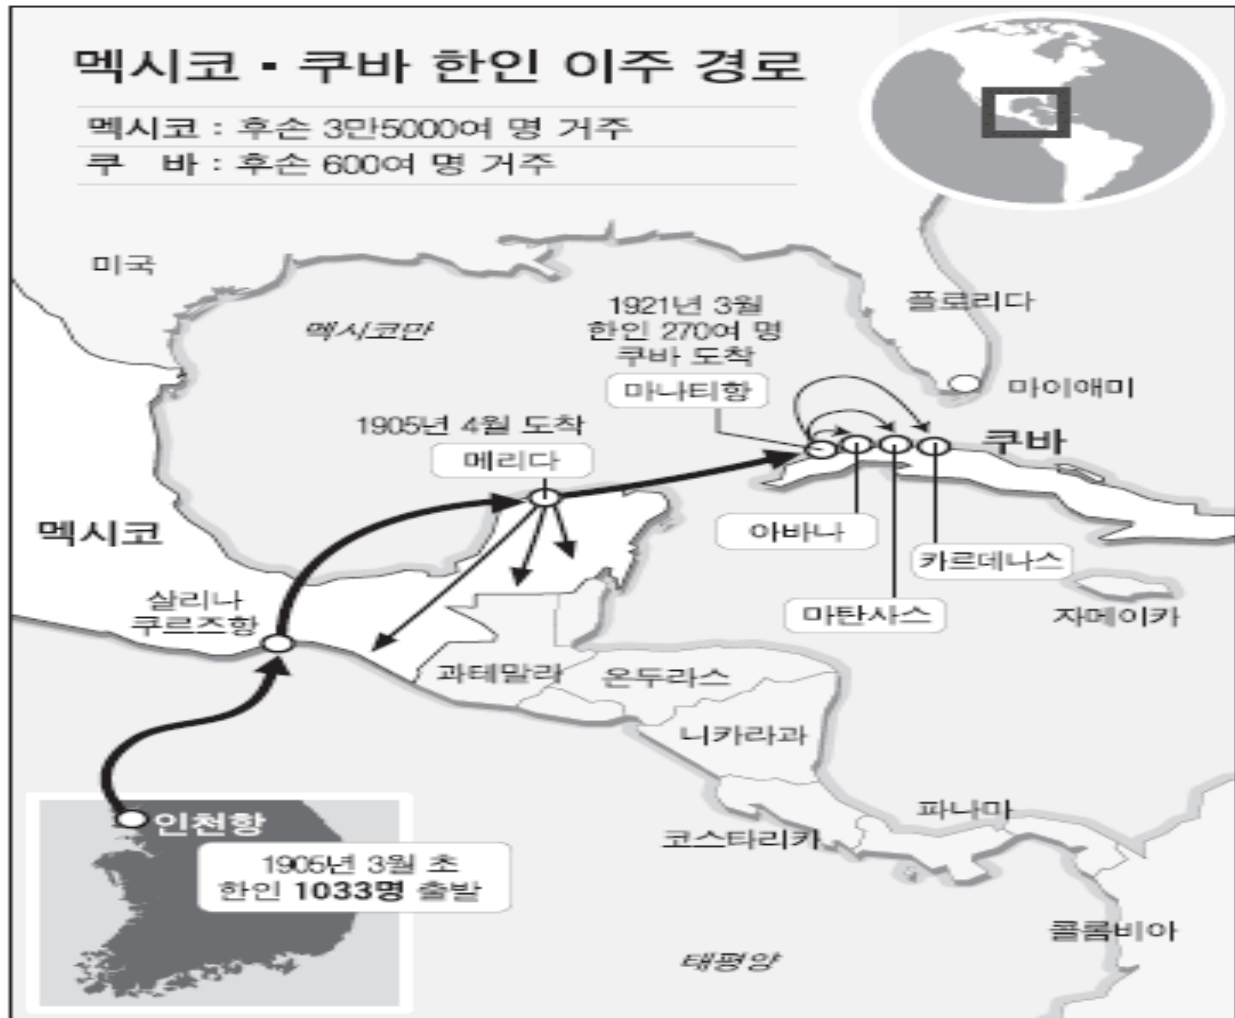 멕시코 · 쿠바 한인 이주 경로
멕시코 : 후손 3만5000여 명 거주
쿠 바 : 후손 600여 명 거주
미국
멕시코만
1921년 3월
한인 270여 명
쿠바 도착
마나티항
플로리다
마이애미
1905년 4월 도착
메리다
쿠바
멕시코
아바나
카르데나스
마탄사스
자메이카
살리나
쿠르즈항
과테말라
온두라스
니카라과
파나마
코스타리카
콜롬비아
태평양
인천항
1905년 3월 초
한인 1033명 출발